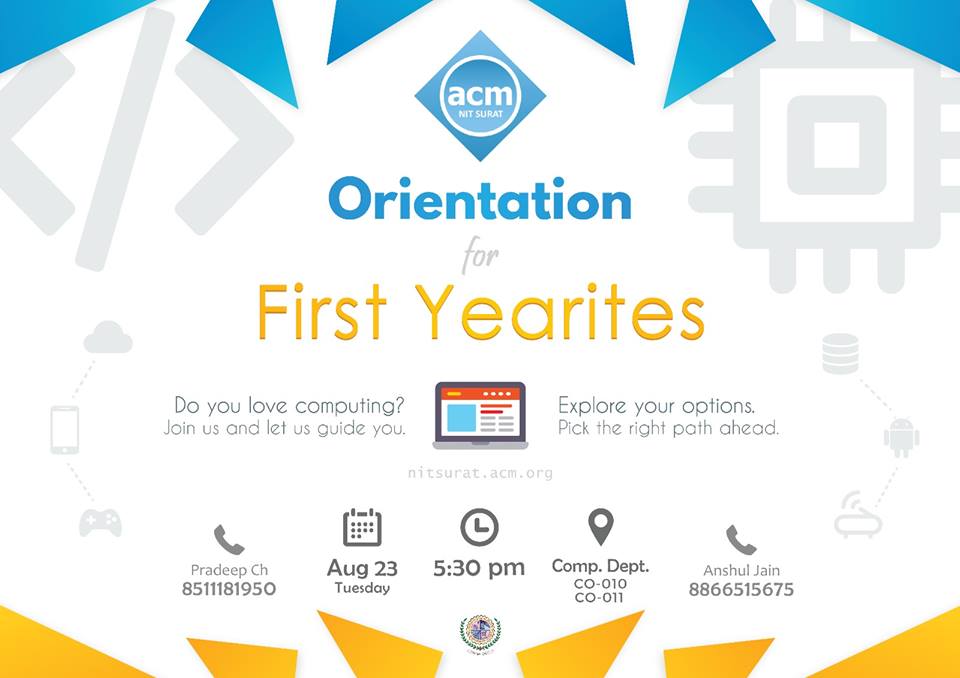 acm
NIT SURAT
Orientation
for
First Yearites
Do you love computing?
Join us and let us guide you.
Explore your options.
Pick the right path ahead.
nitsurat.acm.org
Pradeep Ch
8511181950
Aug 23
Tuesday
5:30 pm
Comp. Dept.
CO-010
CO-011
Anshul Jain
8866515675